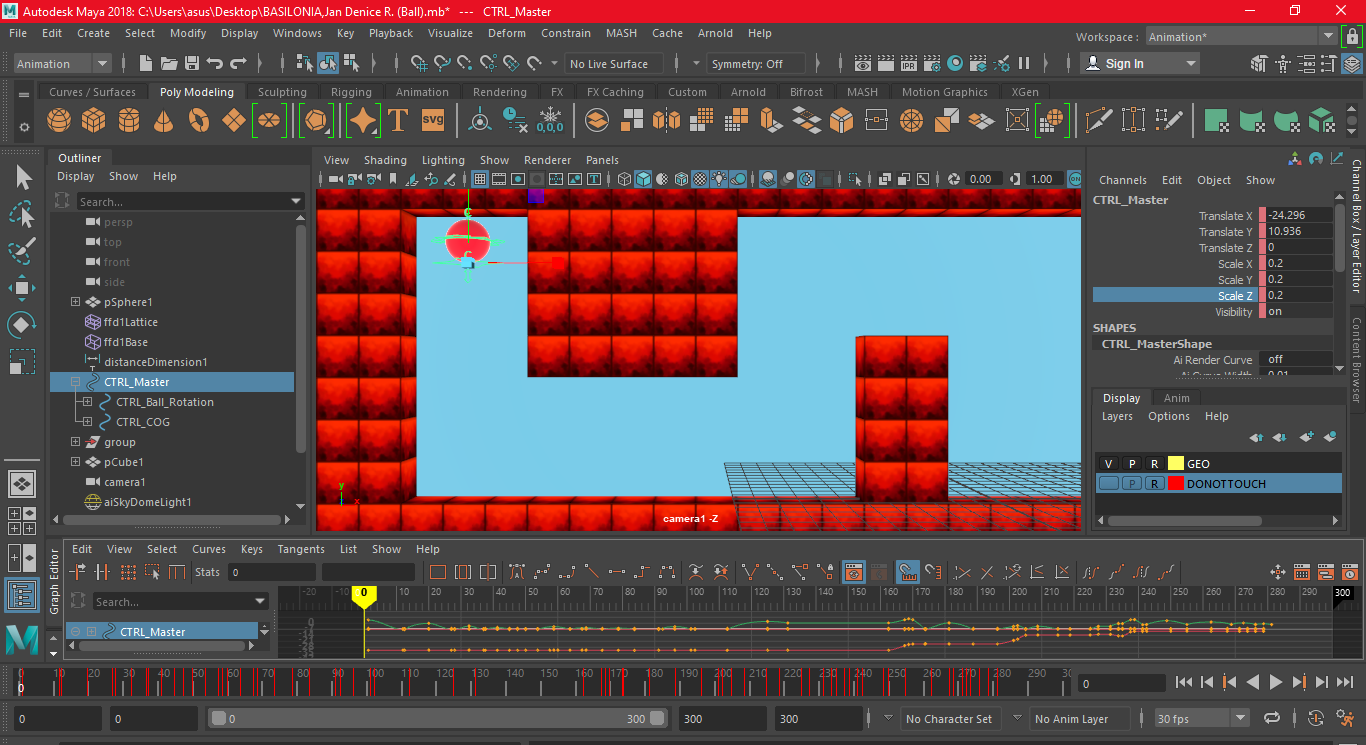 Autodesk Maya 2018: C:\Users\asus\Desktop\BASILONIA,Jan Denice R. (Ball).mb* --- CTRL_Master
File Edit Create Select Modify Display Windows Key Playback Visualize Deform Constrain MASH Cache Arnold Help
Workspace : Animation*
Animation No Live Surface Symmetry: Off IPR Sign In
Curves / Surfaces Poly Modeling Sculpting Rigging Animation Rendering FX FX Caching Custom Arnold Bifrost MASH Motion Graphics XGen
T SVG 0,0,0
Outliner
Display Show Help
Search...
persp
top
front
side
pSphere1
ffd1Lattice
ffd1Base
distanceDimension1
CTRL_Master
CTRL_Ball_Rotation
CTRL_COG
group
pCube1
camera1
aiSkyDomeLight1
View Shading Lighting Show Renderer Panels
0.00 1.00 ON
C
C
y
x
camera1 -Z
Channels Edit Object Show
CTRL_Master
Translate X -24.296
Translate Y 10.936
Translate Z 0
Scale X 0.2
Scale Y 0.2
Scale Z 0.2
Visibility on
SHAPES
CTRL_MasterShape
Ai Render Curve off
Ai Curve Width 0.01
Display Anim
Layers Options Help
V P R GEO
P R DONOTTOUCH
Channel Box / Layer Editor
Content Browser
Graph Editor
Edit View Select Curves Keys Tangents List Show Help
Stats 0
Search...
CTRL_Master
-20 -10 0 10 20 30 40 50 60 70 80 90 100 110 120 130 140 150 160 170 180 190 200 210 220 230 240 250 260 270 280 290 300
0 10 20 30 40 50 60 70 80 90 100 110 120 130 140 150 160 170 180 190 200 210 220 230 240 250 260 270 280 290
0
0
0 0 0 300 300 300 No Character Set No Anim Layer 30 fps